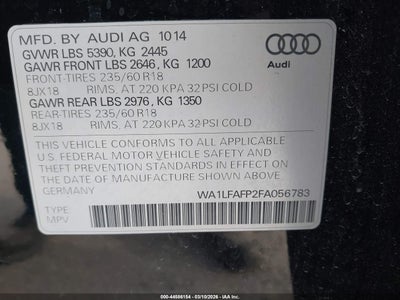 MFD. BY AUDI AG 10 14
GVWR LBS 5390, KG 2445
GAWR FRONT LBS 2646, KG 1200
FRONT-TIRES 235/60 R18
8JX18 RIMS, AT 220 KPA 32 PSI COLD
GAWR REAR LBS 2976, KG 1350
REAR-TIRES 235/60 R18
8JX18 RIMS, AT 220 KPA 32 PSI COLD
Audi
THIS VEHICLE CONFORMS TO ALL APPLICABLE
U.S. FEDERAL MOTOR VEHICLE SAFETY AND
THEFT STANDARDS IN EFFECT ON
THE DATE OF MANUFACTURE SHOWN ABOVE.
GERMANY WA1LFAFP2FA056783
TYPE
MPV
000-44556154 - 03/10/2026 - IAA, Inc.